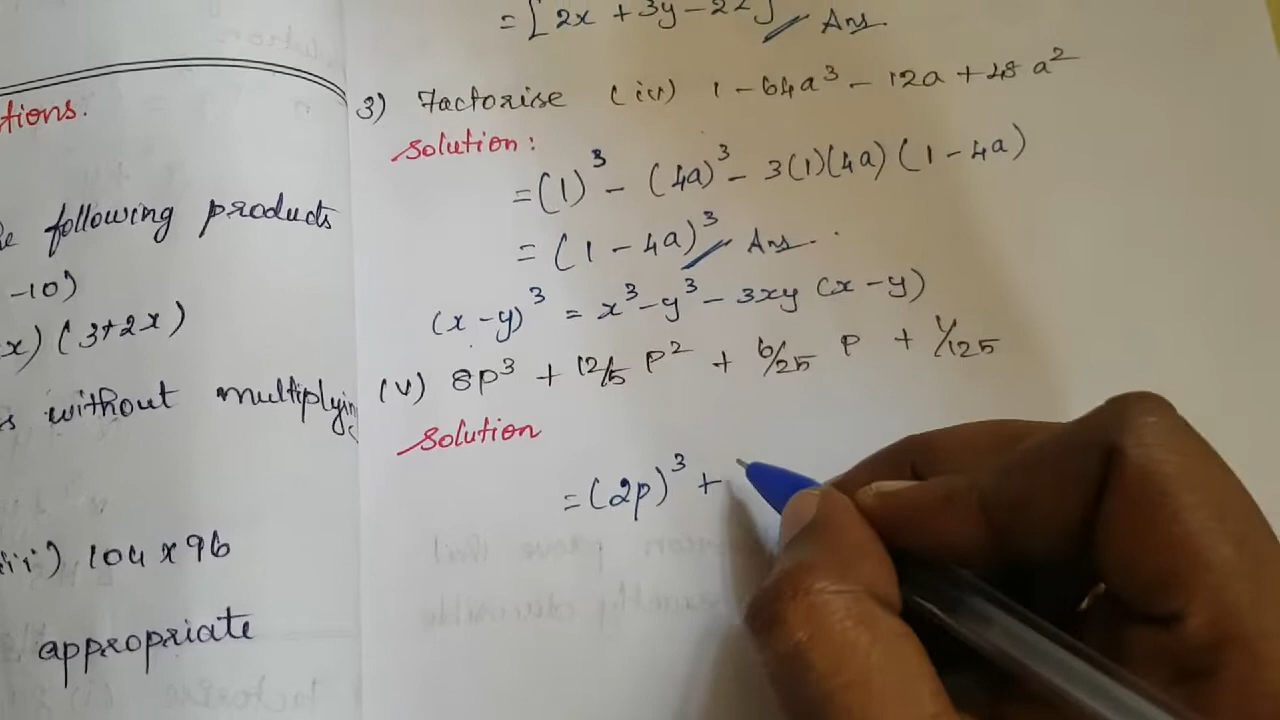 = [ 2x + 3y - 2z ] Ans.
tions.
following products
-10)
x) (3+2x)
without multiplying
104 x 96
appropriate
3) Factorise (iv) 1 - 64a³ - 12a + 48a²
Solution:
= (1)³ - (4a)³ - 3(1)(4a) (1 - 4a)
= (1 - 4a)³ Ans.
(x - y)³ = x³ - y³ - 3xy (x - y)
(v) 8p³ + 12/5 p² + 6/25 p + 1/125
Solution
= (2p)³ +